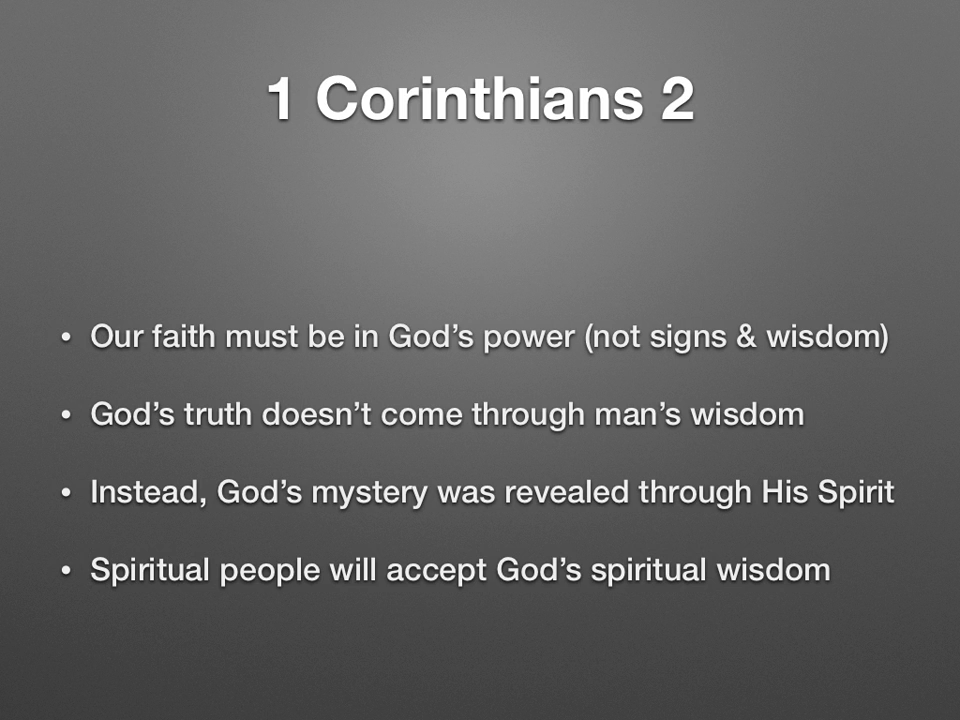 1 Corinthians 2
• Our faith must be in God’s power (not signs & wisdom)
• God’s truth doesn’t come through man’s wisdom
• Instead, God’s mystery was revealed through His Spirit
• Spiritual people will accept God’s spiritual wisdom